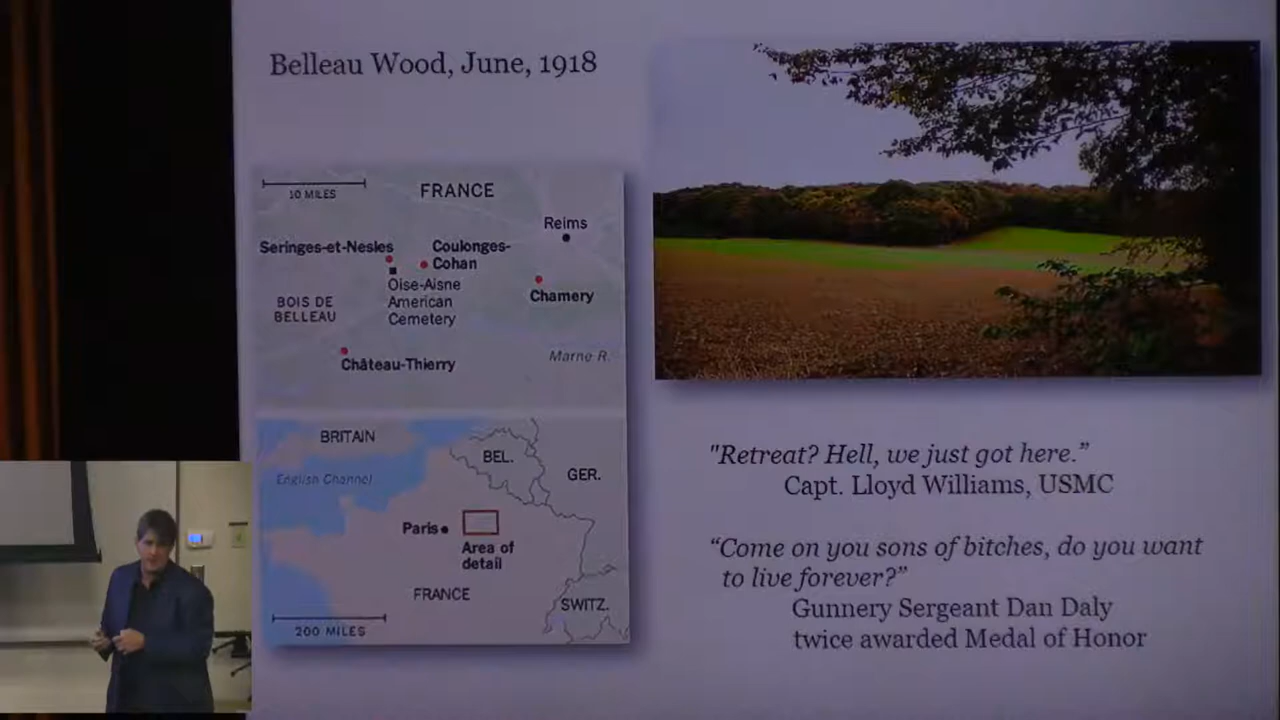 Belleau Wood, June, 1918
10 MILES
FRANCE
Reims
Seringes-et-Nesles
Coulonges-
Cohan
Oise-Aisne
American
Cemetery
Chamery
BOIS DE
BELLEAU
Château-Thierry
Marne R.
BRITAIN
English Channel
BEL.
GER.
Paris
Area of
detail
FRANCE
SWITZ.
200 MILES
"Retreat? Hell, we just got here.”
Capt. Lloyd Williams, USMC
“Come on you sons of bitches, do you want
to live forever?”
Gunnery Sergeant Dan Daly
twice awarded Medal of Honor